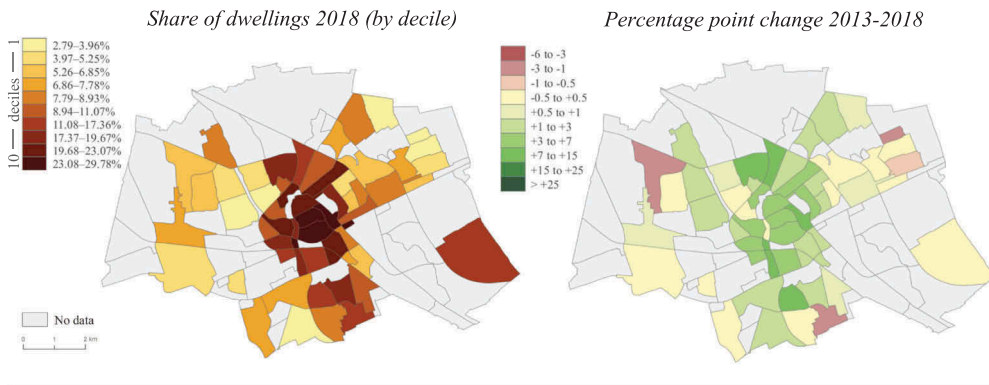 Share of dwellings 2018 (by decile)
Percentage point change 2013-2018
10 — deciles — 1
2.79–3.96%
3.97–5.25%
5.26–6.85%
6.86–7.78%
7.79–8.93%
8.94–11.07%
11.08–17.36%
17.37–19.67%
19.68–23.07%
23.08–29.78%
-6 to -3
-3 to -1
-1 to -0.5
-0.5 to +0.5
+0.5 to +1
+1 to +3
+3 to +7
+7 to +15
+15 to +25
> +25
No data
0 1 2 km